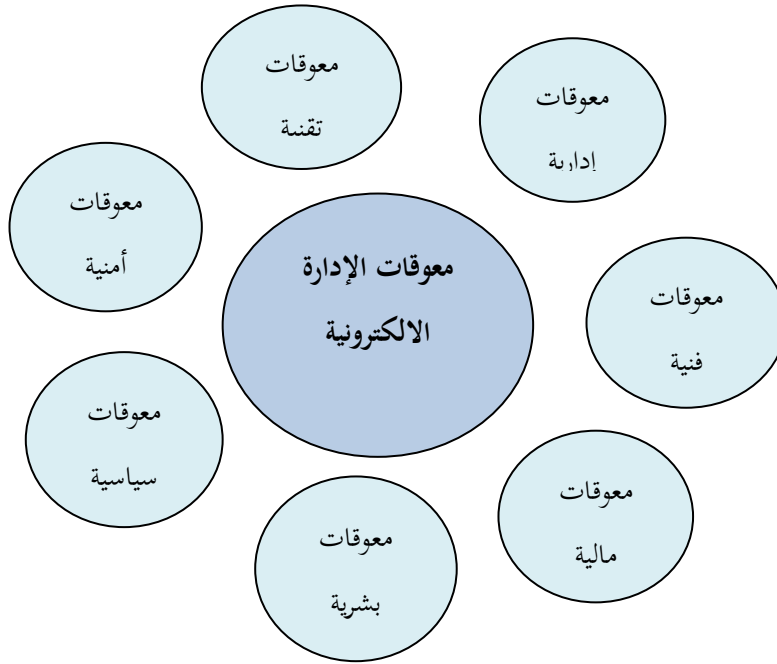 معوقات
تقنية
معوقات
إدارية
معوقات
أمنية
معوقات الإدارة
الالكترونية
معوقات
فنية
معوقات
سياسية
معوقات
مالية
معوقات
بشرية